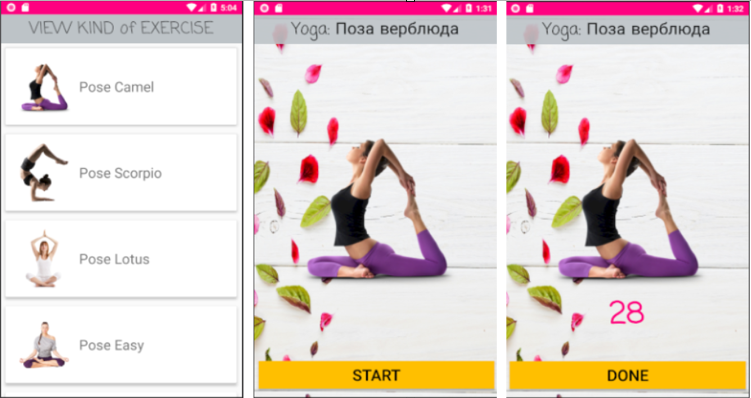 5:04
VIEW KIND of EXERCISE
Pose Camel
Pose Scorpio
Pose Lotus
Pose Easy
1:31
Yoga: Поза верблюда
START
1:32
Yoga: Поза верблюда
28
DONE